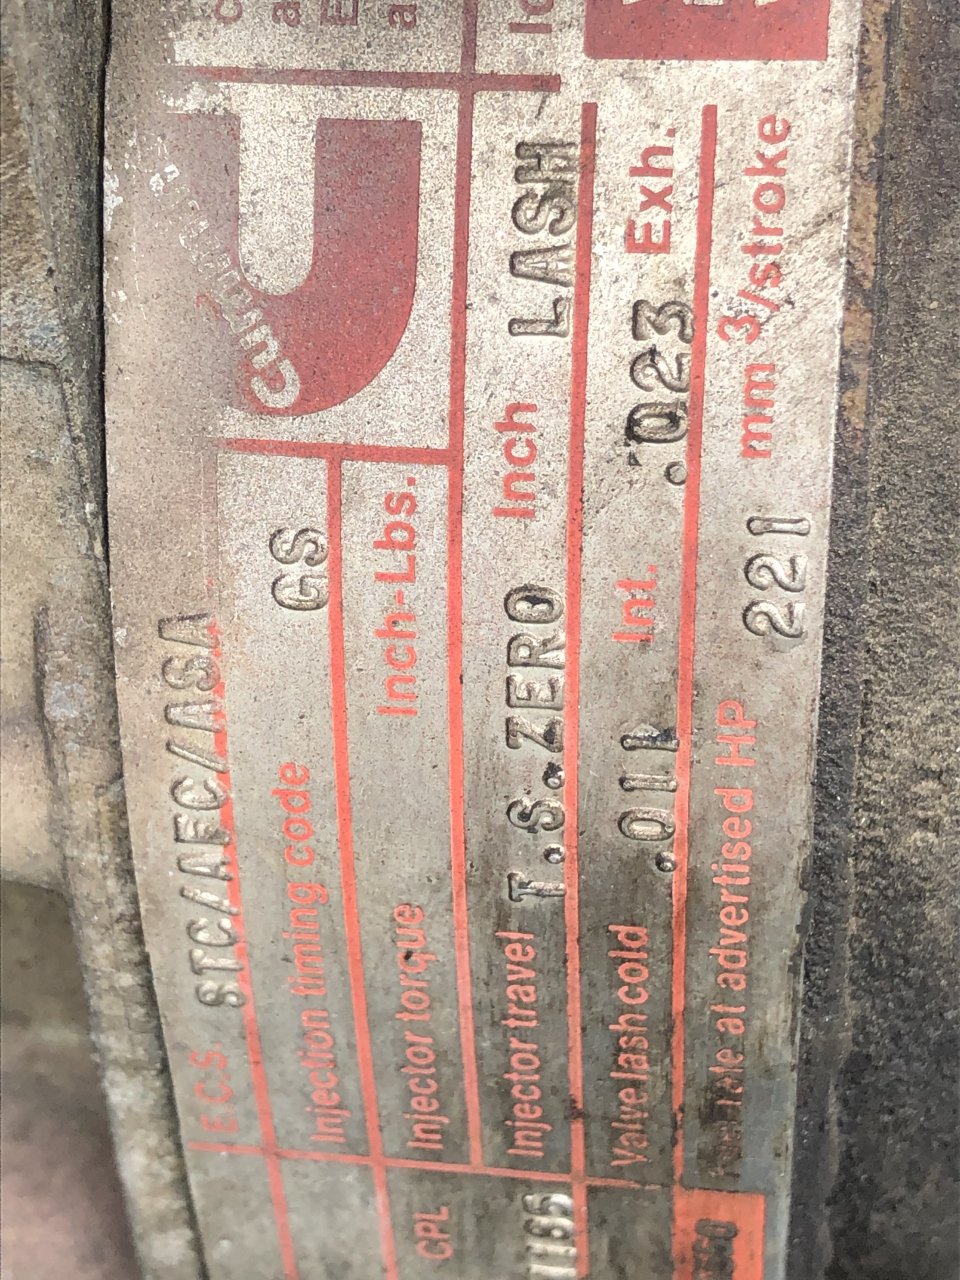 E.C.S. STC/AFC/ASA
Injection timing code GS
Cummins
Injector torque Inch-Lbs.
CPL
Injector travel T.S.ZERO Inch LASH
Valve lash cold .011 Int. .023 Exh.
rate at advertised HP 221 mm 3/stroke